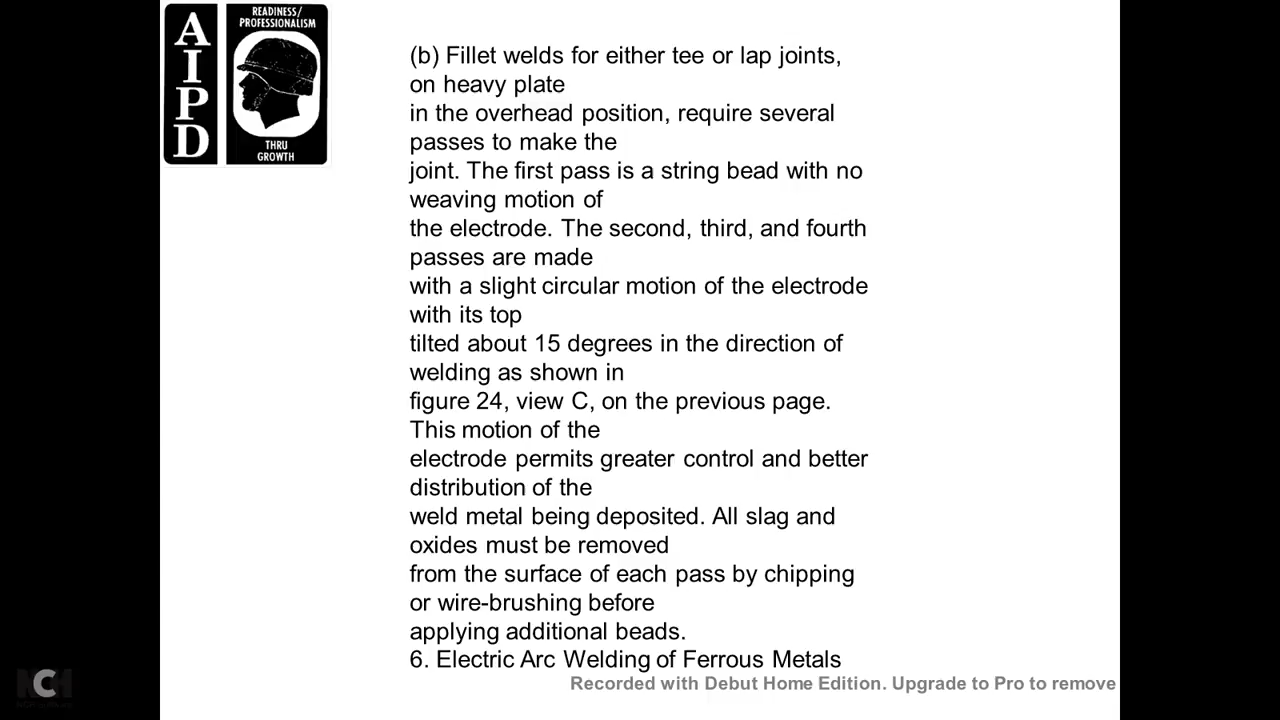 A
I
P
D
READINESS/
PROFESSIONALISM
THRU
GROWTH
(b) Fillet welds for either tee or lap joints,
on heavy plate
in the overhead position, require several
passes to make the
joint. The first pass is a string bead with no
weaving motion of
the electrode. The second, third, and fourth
passes are made
with a slight circular motion of the electrode
with its top
tilted about 15 degrees in the direction of
welding as shown in
figure 24, view C, on the previous page.
This motion of the
electrode permits greater control and better
distribution of the
weld metal being deposited. All slag and
oxides must be removed
from the surface of each pass by chipping
or wire-brushing before
applying additional beads.
6. Electric Arc Welding of Ferrous Metals
Recorded with Debut Home Edition. Upgrade to Pro to remove
NCH